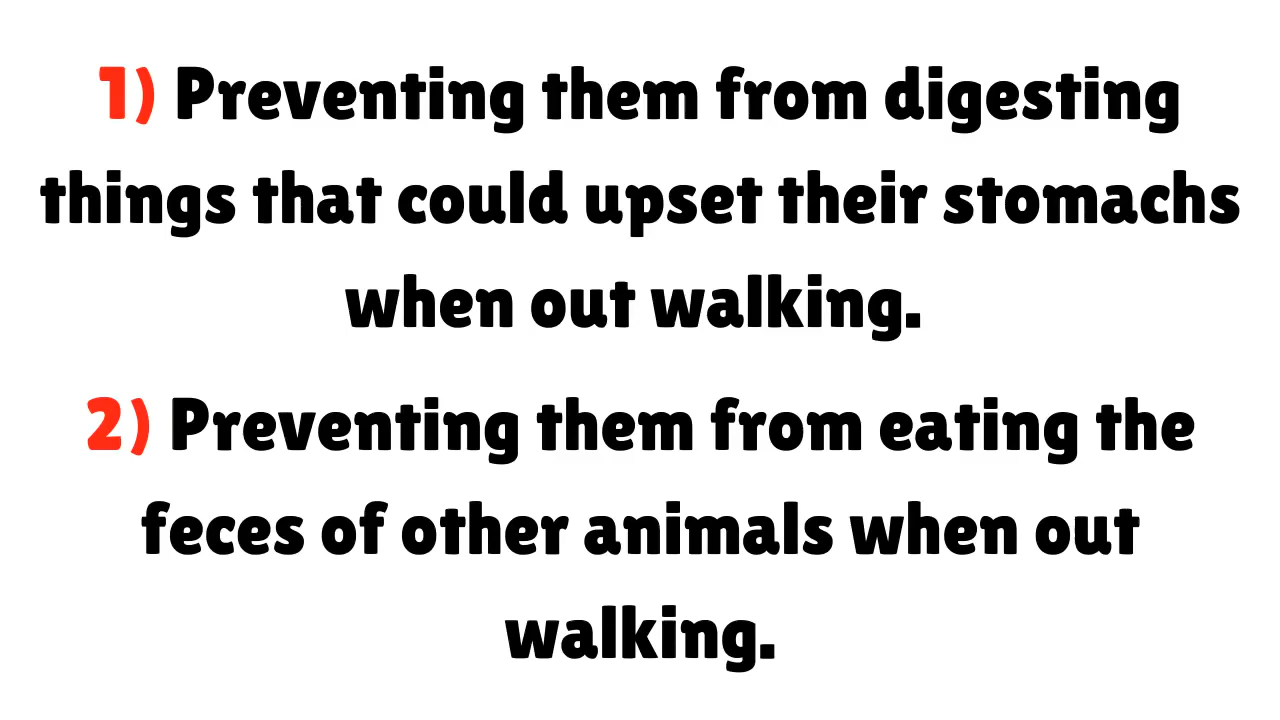 1) Preventing them from digesting
things that could upset their stomachs
when out walking.
2) Preventing them from eating the
feces of other animals when out
walking.